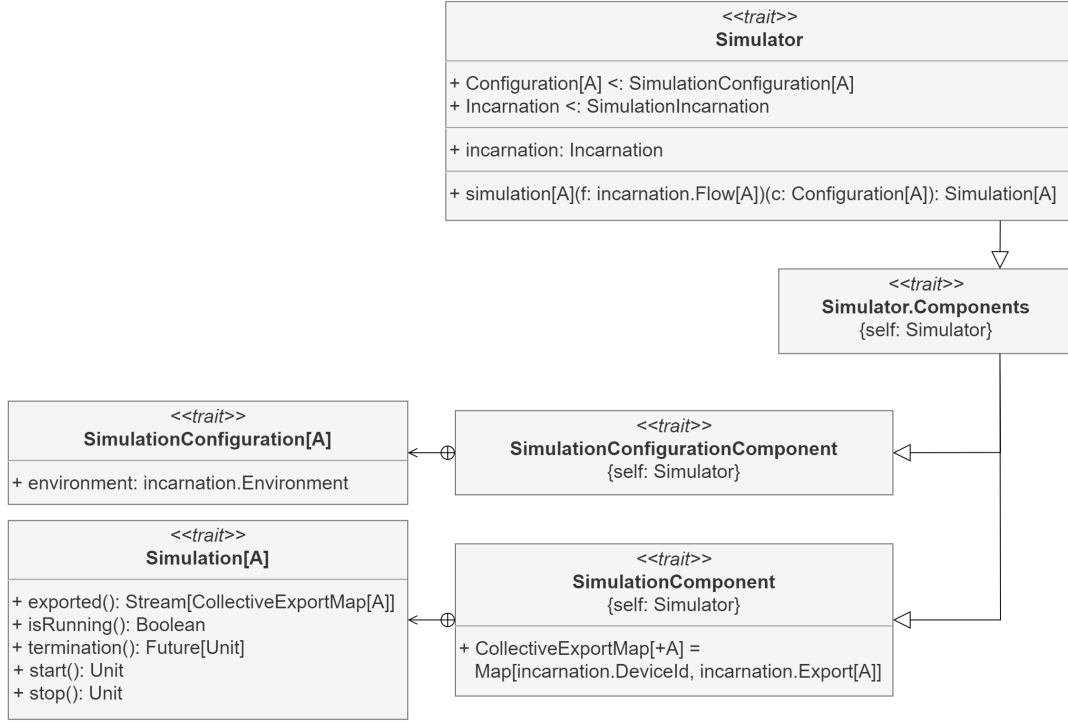 <<trait>>
Simulator
+ Configuration[A] <: SimulationConfiguration[A]
+ Incarnation <: SimulationIncarnation
+ incarnation: Incarnation
+ simulation[A](f: incarnation.Flow[A])(c: Configuration[A]): Simulation[A]
<<trait>>
Simulator.Components
{self: Simulator}
<<trait>>
SimulationConfiguration[A]
+ environment: incarnation.Environment
<<trait>>
SimulationConfigurationComponent
{self: Simulator}
<<trait>>
Simulation[A]
+ exported(): Stream[CollectiveExportMap[A]]
+ isRunning(): Boolean
+ termination(): Future[Unit]
+ start(): Unit
+ stop(): Unit
<<trait>>
SimulationComponent
{self: Simulator}
+ CollectiveExportMap[+A] =
Map[incarnation.DeviceId, incarnation.Export[A]]